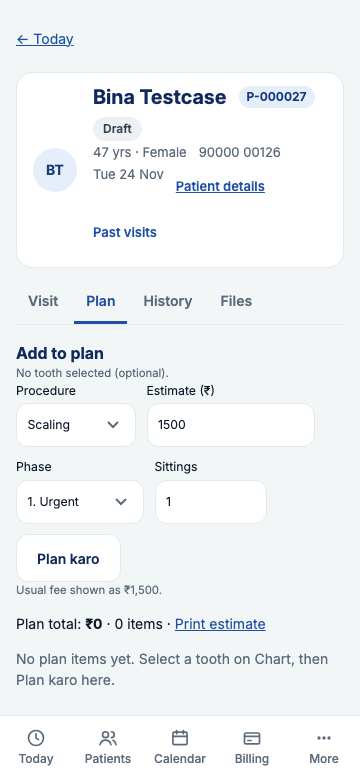 ← Today
Bina Testcase P-000027
Draft
47 yrs · Female 90000 00126
Tue 24 Nov Patient details
BT
Past visits
Visit Plan History Files
Add to plan
No tooth selected (optional).
Procedure Estimate (₹)
Scaling 1500
Phase Sittings
1. Urgent 1
Plan karo
Usual fee shown as ₹1,500.
Plan total: ₹0 · 0 items · Print estimate
No plan items yet. Select a tooth on Chart, then
Plan karo here.
Today Patients Calendar Billing More